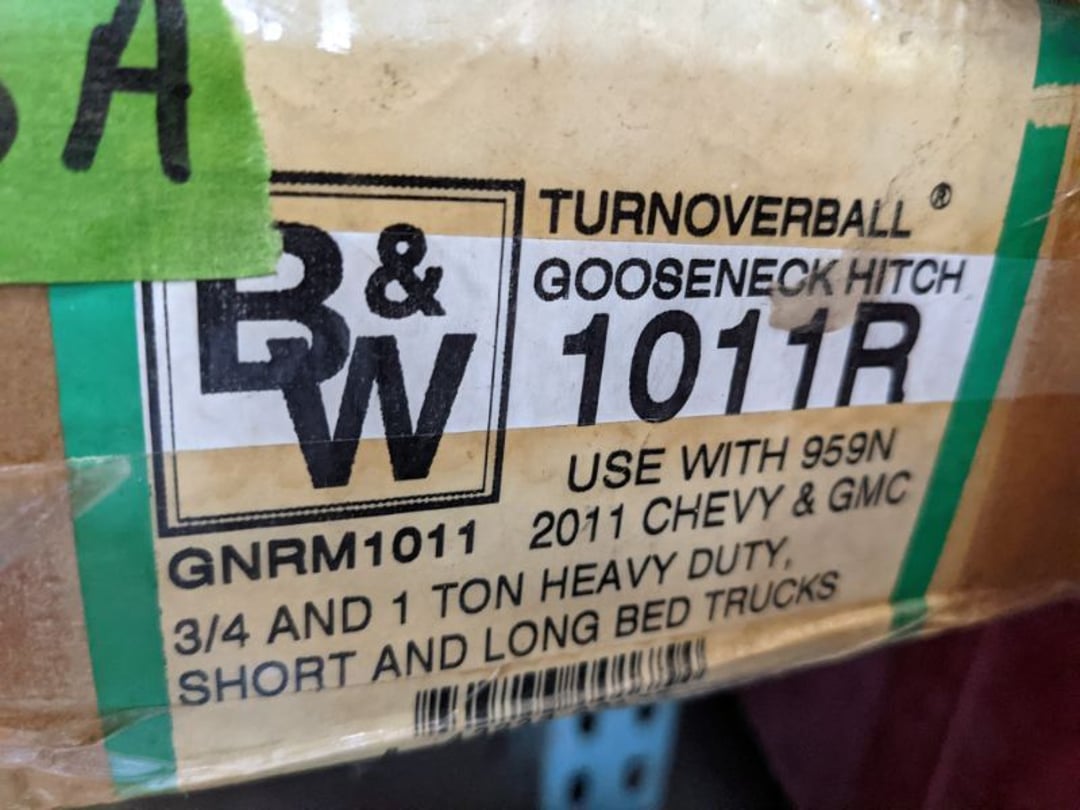 A
B&
W
TURNOVERBALL ®
GOOSENECK HITCH
1011R
USE WITH 959N
GNRM1011 2011 CHEVY & GMC
3/4 AND 1 TON HEAVY DUTY,
SHORT AND LONG BED TRUCKS